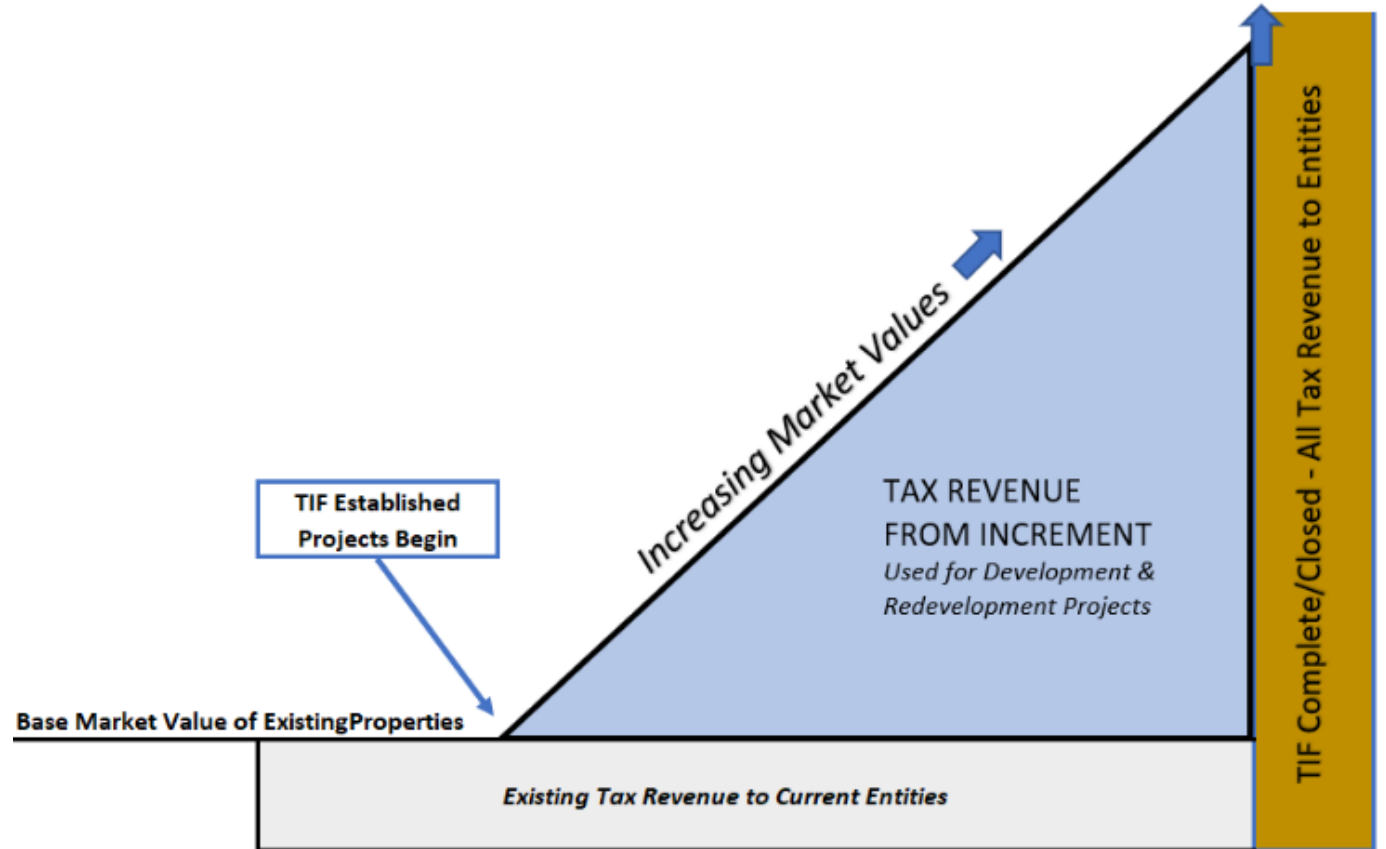 TIF Established
Projects Begin
Base Market Value of ExistingProperties
Increasing Market Values
TAX REVENUE
FROM INCREMENT
Used for Development &
Redevelopment Projects
Existing Tax Revenue to Current Entities
TIF Complete/Closed - All Tax Revenue to Entities